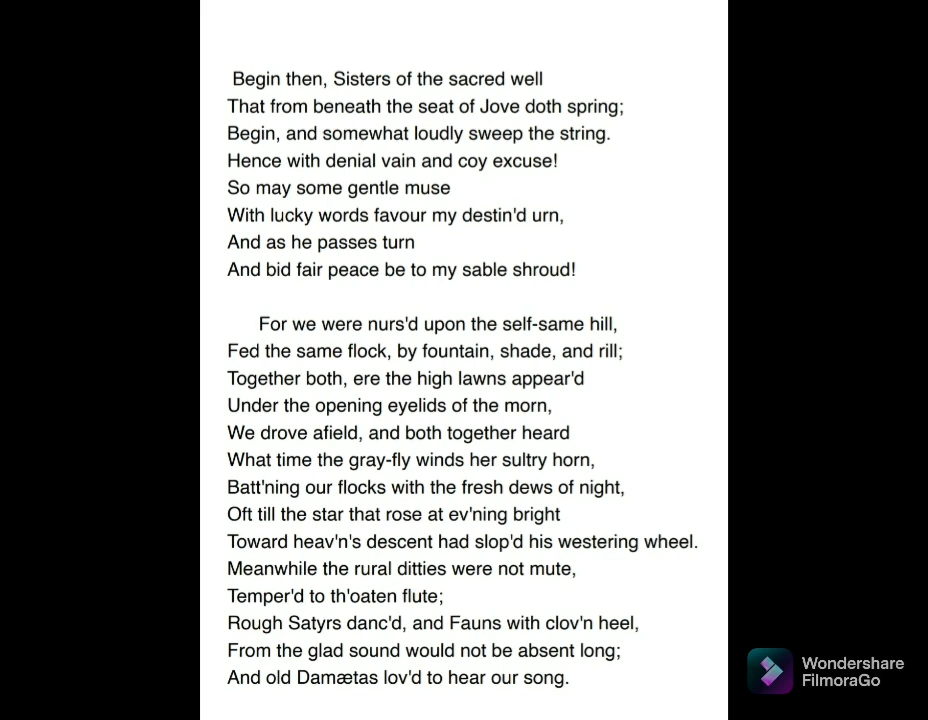 Begin then, Sisters of the sacred well
That from beneath the seat of Jove doth spring;
Begin, and somewhat loudly sweep the string.
Hence with denial vain and coy excuse!
So may some gentle muse
With lucky words favour my destin'd urn,
And as he passes turn
And bid fair peace be to my sable shroud!
For we were nurs'd upon the self-same hill,
Fed the same flock, by fountain, shade, and rill;
Together both, ere the high lawns appear'd
Under the opening eyelids of the morn,
We drove afield, and both together heard
What time the gray-fly winds her sultry horn,
Batt'ning our flocks with the fresh dews of night,
Oft till the star that rose at ev'ning bright
Toward heav'n's descent had slop'd his westering wheel.
Meanwhile the rural ditties were not mute,
Temper'd to th'oaten flute;
Rough Satyrs danc'd, and Fauns with clov'n heel,
From the glad sound would not be absent long;
And old Damætas lov'd to hear our song.
Wondershare
FilmoraGo